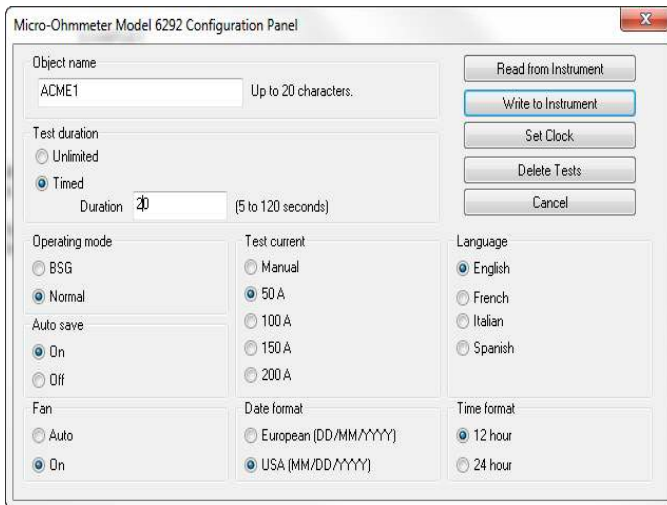 Micro-Ohmmeter Model 6292 Configuration Panel
X
Object name
ACME1
Up to 20 characters.
Test duration
Unlimited
Timed
Duration 20 (5 to 120 seconds)
Read from Instrument
Write to Instrument
Set Clock
Delete Tests
Cancel
Operating mode
BSG
Normal
Auto save
On
Off
Fan
Auto
On
Test current
Manual
50 A
100 A
150 A
200 A
Date format
European (DD/MM/YYYY)
USA (MM/DD/YYYY)
Language
English
French
Italian
Spanish
Time format
12 hour
24 hour